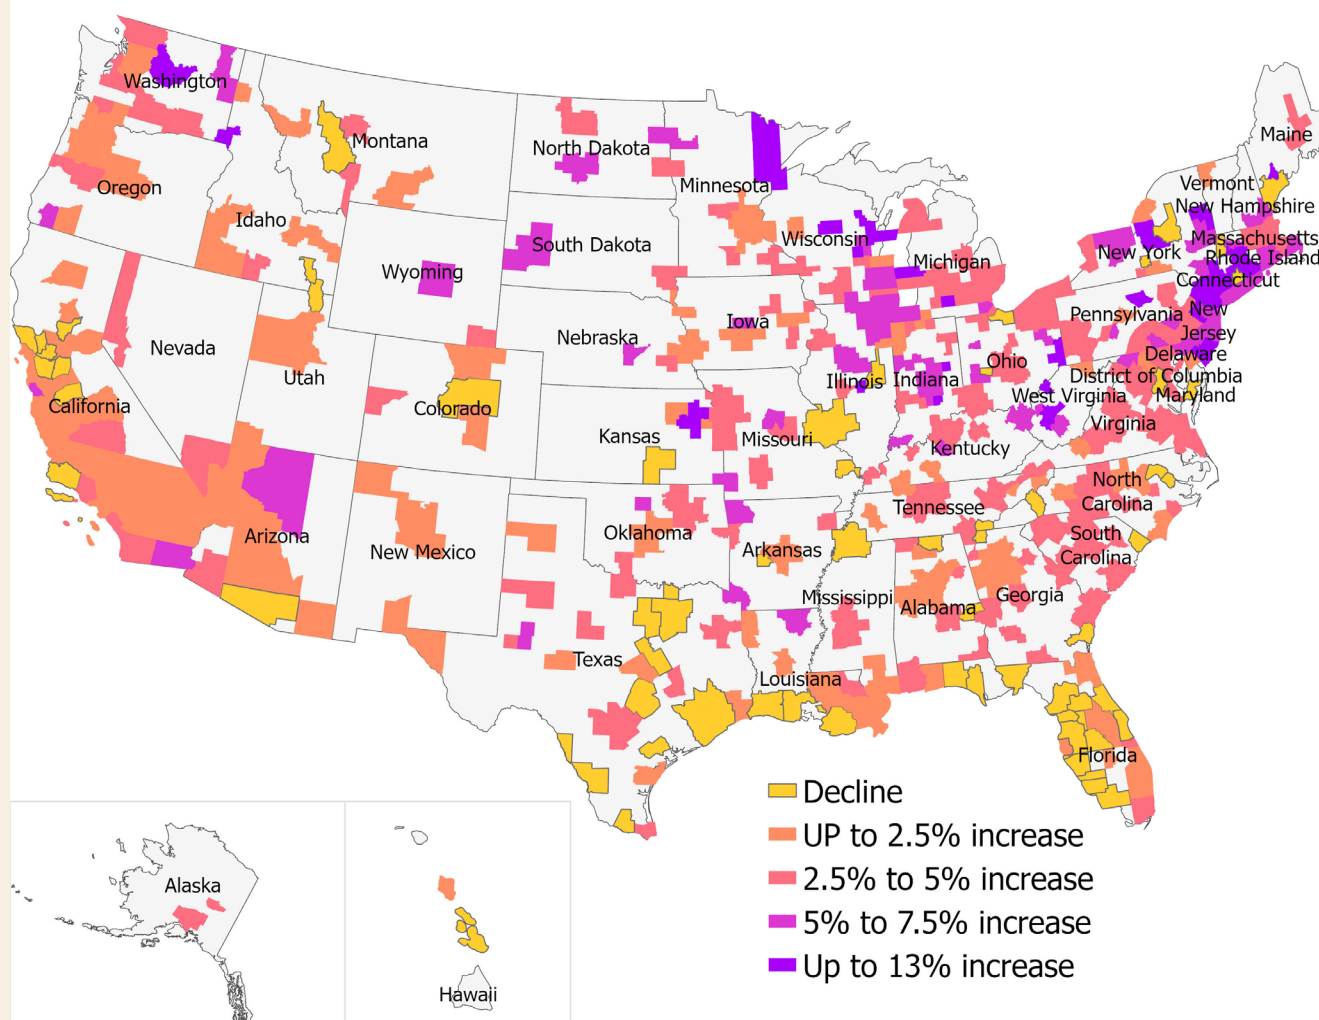 Maine
Washington
Montana
North Dakota
Minnesota
Vermont
Oregon
New Hampshire
Idaho
South Dakota
Wisconsin
Massachusetts
New York
Rhode Island
Michigan
Wyoming
Connecticut
Pennsylvania
New
Jersey
Iowa
Nebraska
Nevada
Delaware
Ohio
Utah
District of Columbia
Illinois
Indiana
West Virginia
Maryland
California
Colorado
Virginia
Kansas
Missouri
Kentucky
North
Carolina
Tennessee
Arizona
Oklahoma
South
Carolina
New Mexico
Arkansas
Mississippi
Alabama
Georgia
Texas
Louisiana
Florida
Decline
UP to 2.5% increase
2.5% to 5% increase
5% to 7.5% increase
Up to 13% increase
Alaska
Hawaii